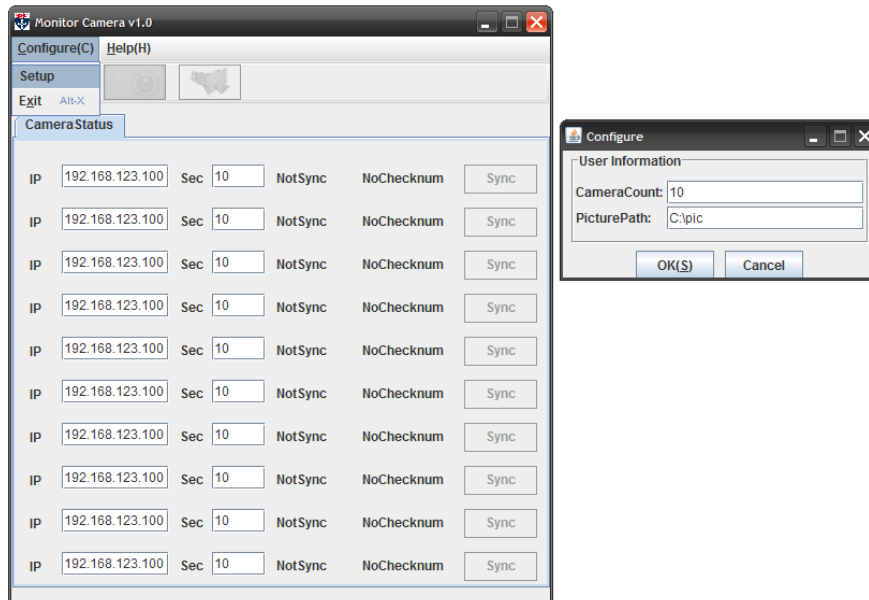 Monitor Camera v1.0
Configure(C) Help(H)
Setup
Exit Alt-X
CameraStatus
IP 192.168.123.100 Sec 10 NotSync NoChecknum Sync
IP 192.168.123.100 Sec 10 NotSync NoChecknum Sync
IP 192.168.123.100 Sec 10 NotSync NoChecknum Sync
IP 192.168.123.100 Sec 10 NotSync NoChecknum Sync
IP 192.168.123.100 Sec 10 NotSync NoChecknum Sync
IP 192.168.123.100 Sec 10 NotSync NoChecknum Sync
IP 192.168.123.100 Sec 10 NotSync NoChecknum Sync
IP 192.168.123.100 Sec 10 NotSync NoChecknum Sync
IP 192.168.123.100 Sec 10 NotSync NoChecknum Sync
IP 192.168.123.100 Sec 10 NotSync NoChecknum Sync
Configure
User Information
CameraCount: 10
PicturePath: C:\pic
OK(S) Cancel